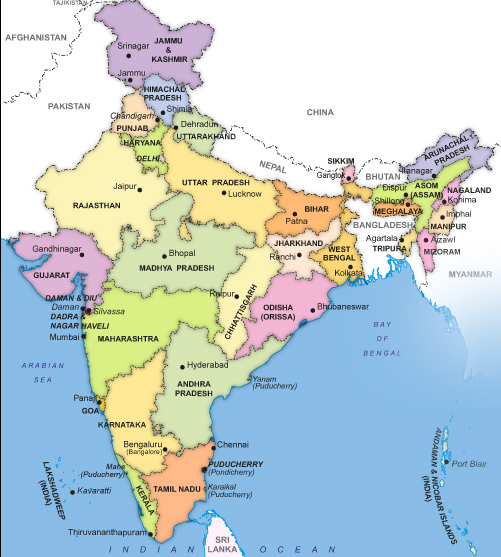 TAJIKISTAN
AFGHANISTAN
JAMMU
&
KASHMIR
Srinagar
Jammu
HIMACHAD
PRADESH
PAKISTAN
CHINA
Shimla
Chandigarh
PUNJAB
Dehradun
UTTARAKHAND
HARYANA
DELHI
ARUNACHAL
PRADESH
SIKKIM
NEPAL
Gangtok
BHUTAN
Itanagar
Jaipur
UTTAR PRADESH
Lucknow
Dispur
ASOM
(ASSAM)
NAGALAND
Kohima
RAJASTHAN
BIHAR
Patna
Shillong
MEGHALAYA
Imphal
MANIPUR
BANGLADESH
Agartala
Aizawl
TRIPURA
MIZORAM
Gandhinagar
Bhopal
JHARKHAND
Ranchi
WEST
BENGAL
Kolkata
MADHYA PRADESH
GUJARAT
MYANMAR
DAMAN & DIU
Daman
Silvassa
DADRA &
NAGAR HAVELI
Raipur
CHHATTISGARH
ODISHA
(ORISSA)
Bhubaneswar
Mumbai
MAHARASHTRA
BAY
OF
BENGAL
ARABIAN
SEA
Hyderabad
ANDHRA
PRADESH
Yanam
(Puducherry)
Panaji
GOA
KARNATAKA
Bengaluru
(Bangalore)
Chennai
Mahe
(Puducherry)
PUDUCHERRY
(Pondicherry)
Port Blair
ANDAMAN & NICOBAR ISLANDS
(INDIA)
LAKSHADWEEP
(INDIA)
Kavaratti
KERALA
TAMIL NADU
Karaikal
(Puducherry)
Thiruvananthapuram
SRI
LANKA
INDIAN OCEAN